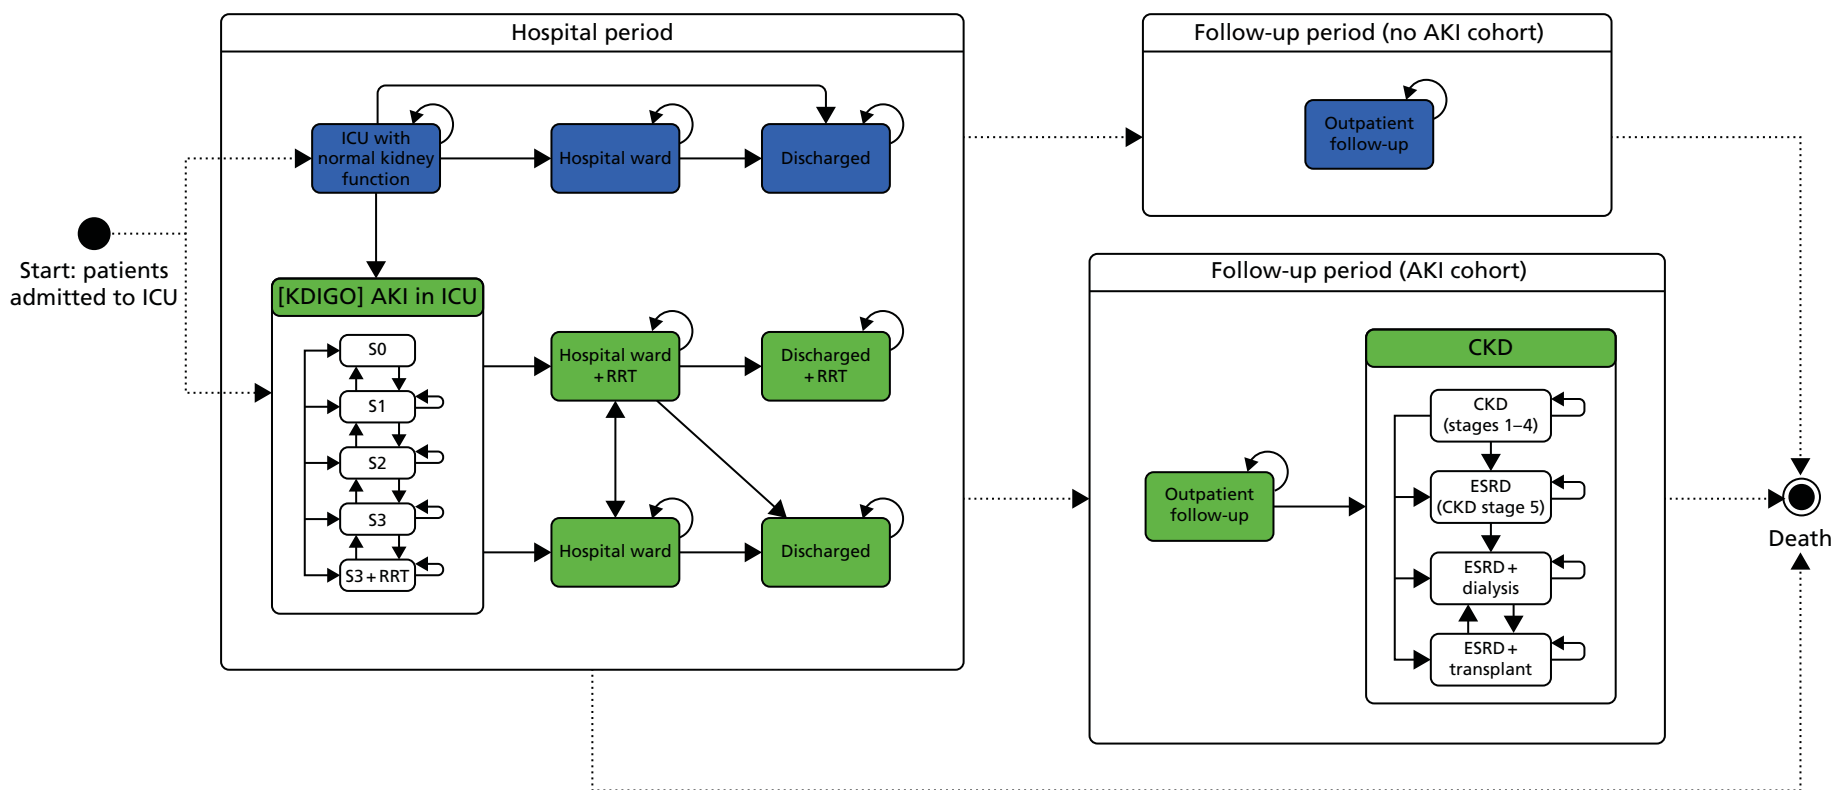 Hospital period
Follow-up period (no AKI cohort)
ICU with
normal kidney
function
Hospital ward
Discharged
Outpatient
follow-up
Start: patients
admitted to ICU
[KDIGO] AKI in ICU
S0
S1
S2
S3
S3 + RRT
Hospital ward
+ RRT
Discharged
+ RRT
Hospital ward
Discharged
Follow-up period (AKI cohort)
Outpatient
follow-up
CKD
CKD
(stages 1–4)
ESRD
(CKD stage 5)
ESRD +
dialysis
ESRD +
transplant
Death